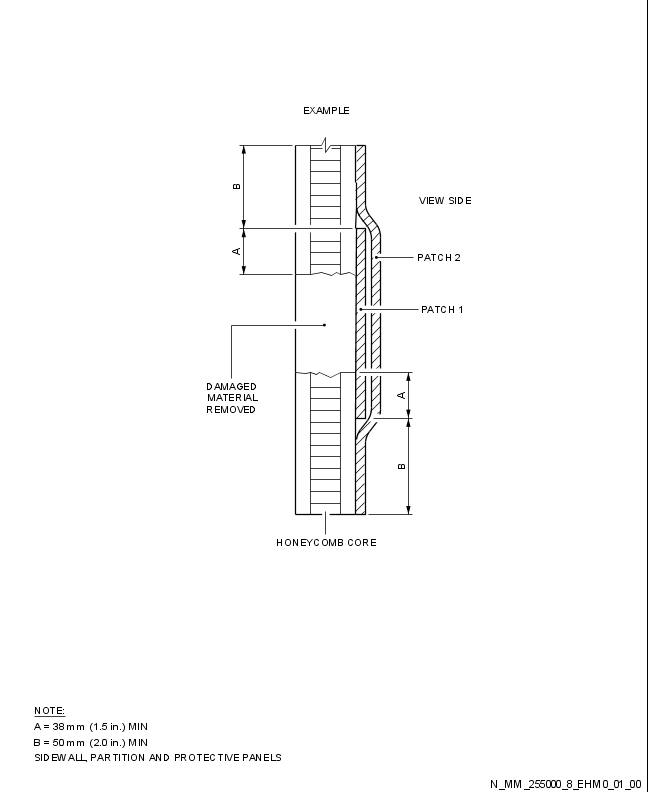 EXAMPLE
B
VIEW SIDE
A
PATCH 2
PATCH 1
DAMAGED
MATERIAL
REMOVED
A
B
HONEYCOMB CORE
NOTE:
A = 38 mm (1.5 in.) MIN
B = 50 mm (2.0 in.) MIN
SIDEWALL, PARTITION AND PROTECTIVE PANELS
N_MM_255000_8_EHM0_01_00